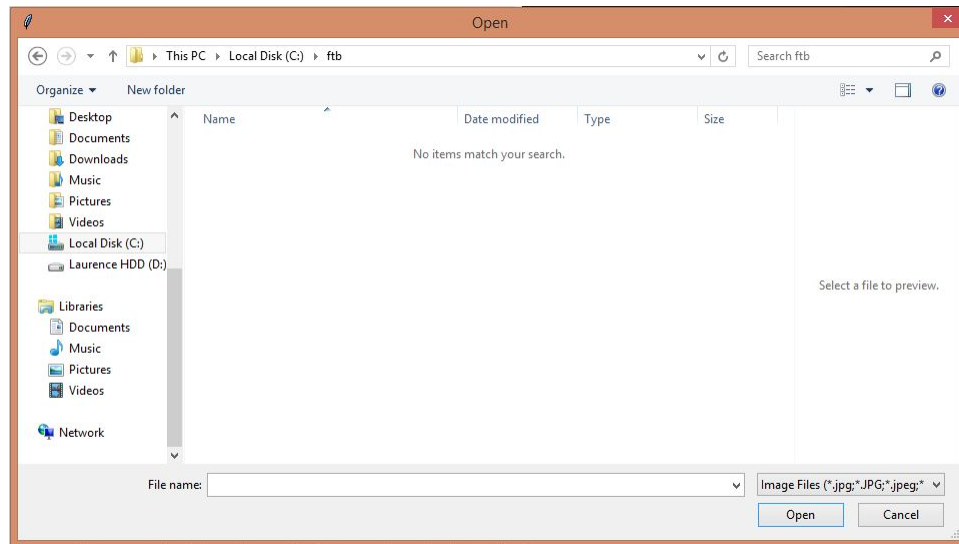 Open
This PC Local Disk (C:) ftb
Search ftb
Organize New folder
Name Date modified Type Size
No items match your search.
Desktop
Documents
Downloads
Music
Pictures
Videos
Local Disk (C:)
Laurence HDD (D:)
Libraries
Documents
Music
Pictures
Videos
Network
Select a file to preview.
File name:
Image Files (*.jpg;*.JPG;*.jpeg;*
Open Cancel